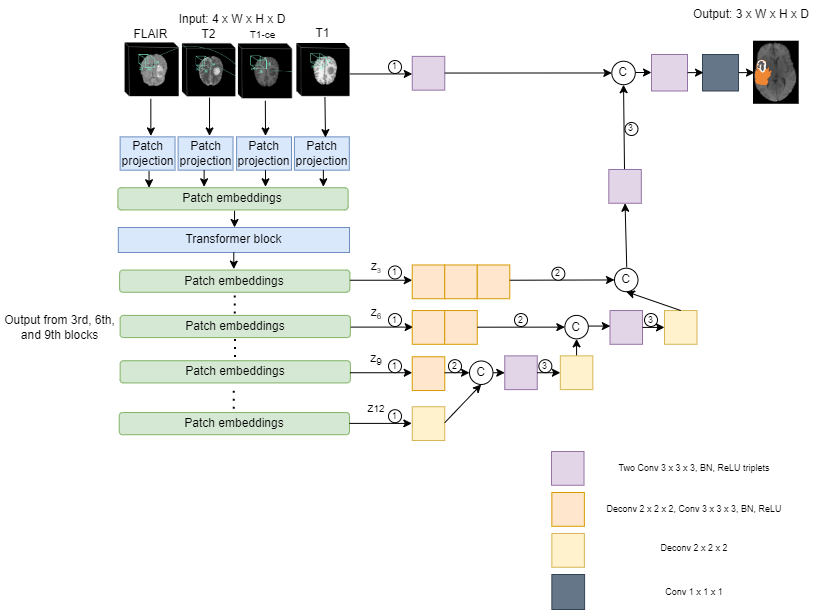 Input: 4 x W x H x D
Output: 3 x W x H x D
FLAIR
T2
T1-ce
T1
1
C
3
Patch
projection
Patch
projection
Patch
projection
Patch
projection
Patch embeddings
Transformer block
Patch embeddings
Z3
1
2
C
Output from 3rd, 6th,
and 9th blocks
Patch embeddings
Z6
1
2
C
3
Patch embeddings
Z9
1
2
C
3
Patch embeddings
Z12
1
Two Conv 3 x 3 x 3, BN, ReLU triplets
Deconv 2 x 2 x 2, Conv 3 x 3 x 3, BN, ReLU
Deconv 2 x 2 x 2
Conv 1 x 1 x 1